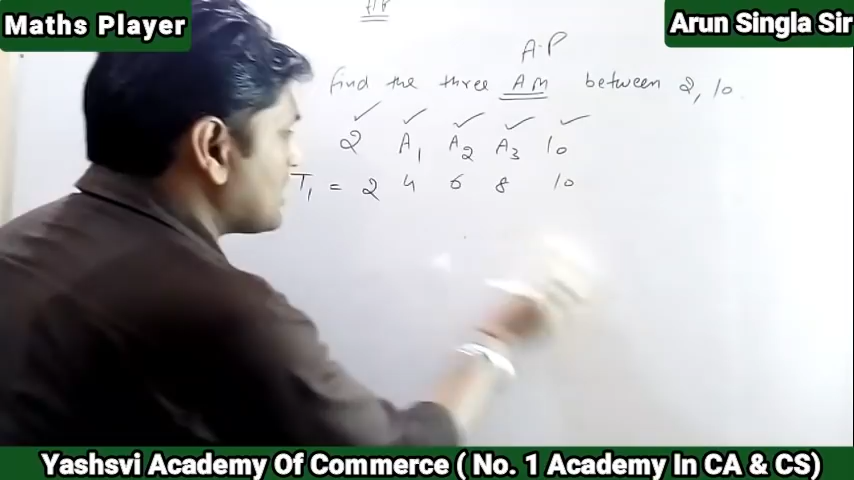 Maths Player
Arun Singla Sir
A.P
find the three AM between 2, 10.
2 A1 A2 A3 10
T1 = 2 4 6 8 10
Yashsvi Academy Of Commerce ( No. 1 Academy In CA & CS)